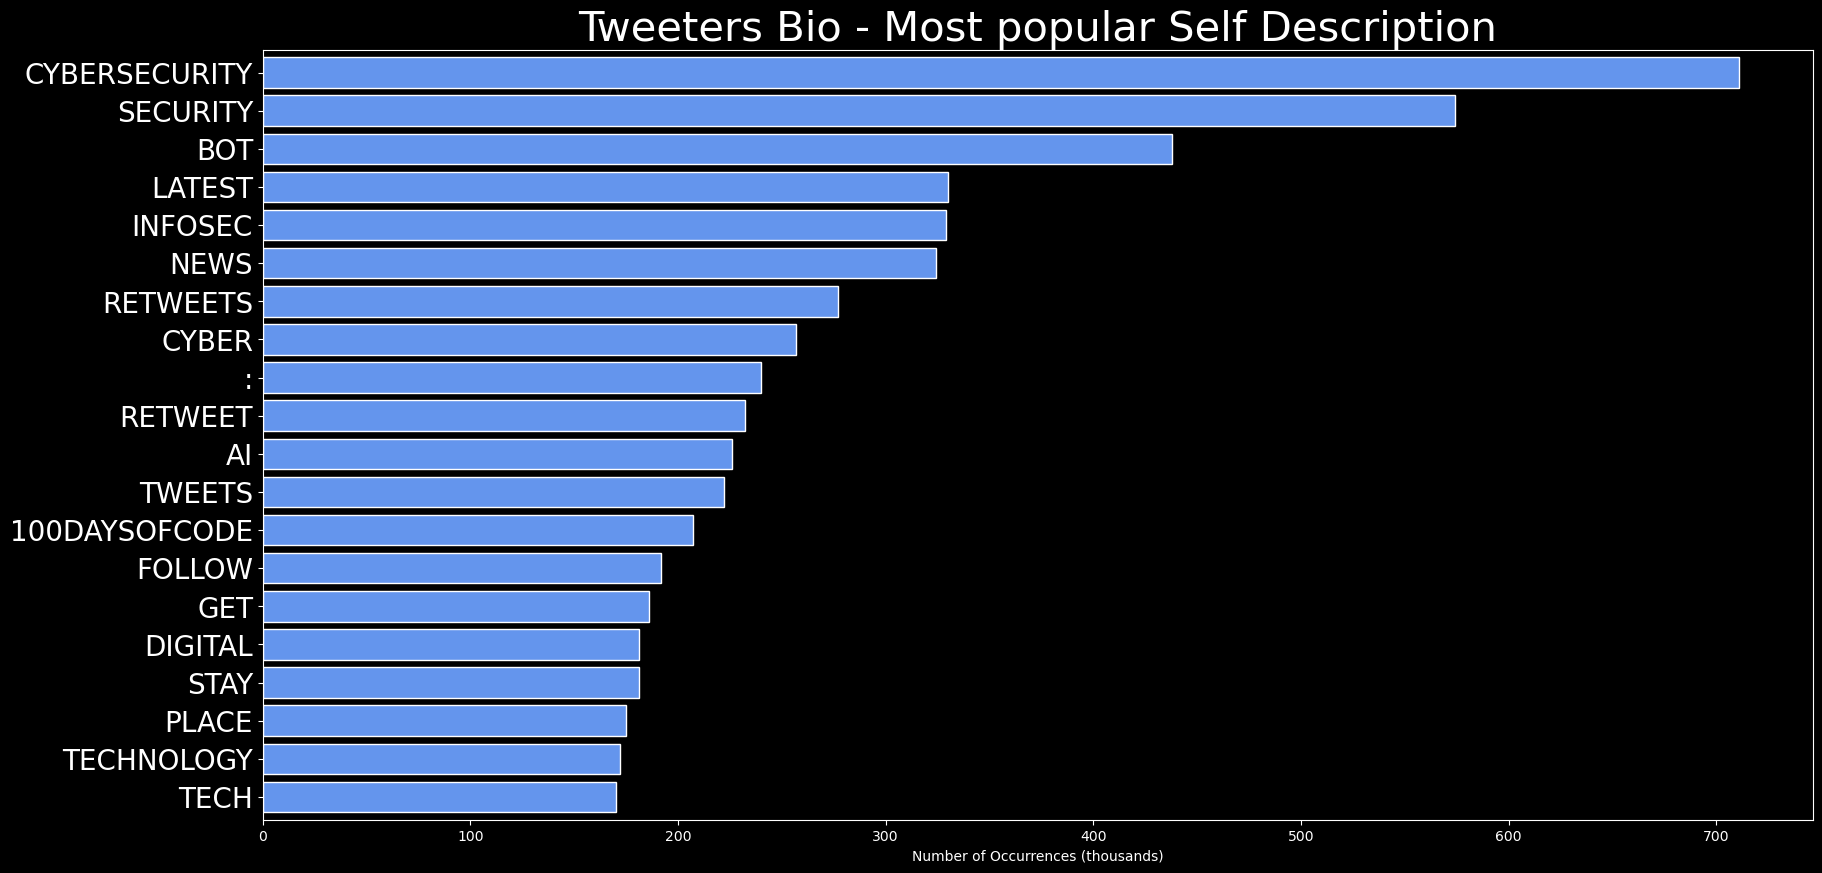 Tweeters Bio - Most popular Self Description
CYBERSECURITY
SECURITY
BOT
LATEST
INFOSEC
NEWS
RETWEETS
CYBER
:
RETWEET
AI
TWEETS
100DAYSOFCODE
FOLLOW
GET
DIGITAL
STAY
PLACE
TECHNOLOGY
TECH
0 100 200 300 400 500 600 700
Number of Occurrences (thousands)